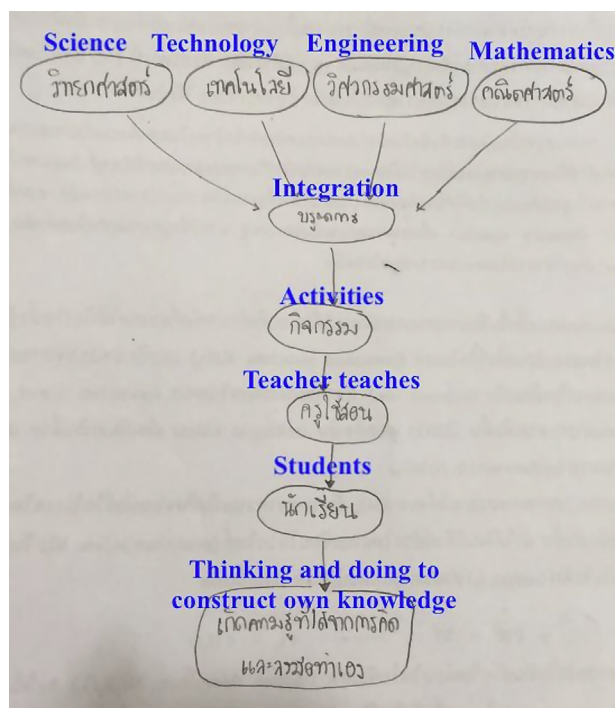 Science Technology Engineering Mathematics
วิทยาศาสตร์ เทคโนโลยี วิศวกรรมศาสตร์ คณิตศาสตร์
Integration
บูรณาการ
Activities
กิจกรรม
Teacher teaches
ครูใช้สอน
Students
นักเรียน
Thinking and doing to
construct own knowledge
เกิดความรู้ที่ได้จากการคิด
และลงมือทำเอง